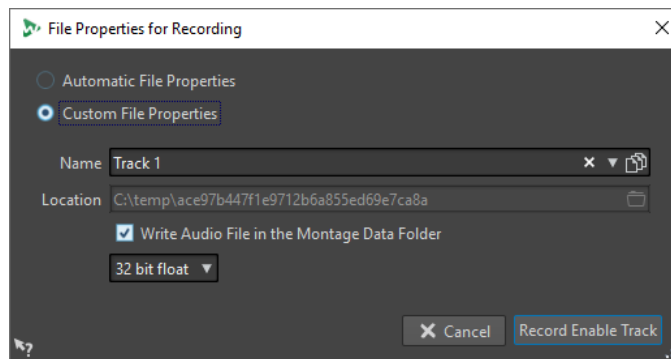 File Properties for Recording
Automatic File Properties
Custom File Properties
Name Track 1
Location C:\temp\ace97b447f1e9712b6a855ed69e7ca8a
Write Audio File in the Montage Data Folder
32 bit float
Cancel Record Enable Track